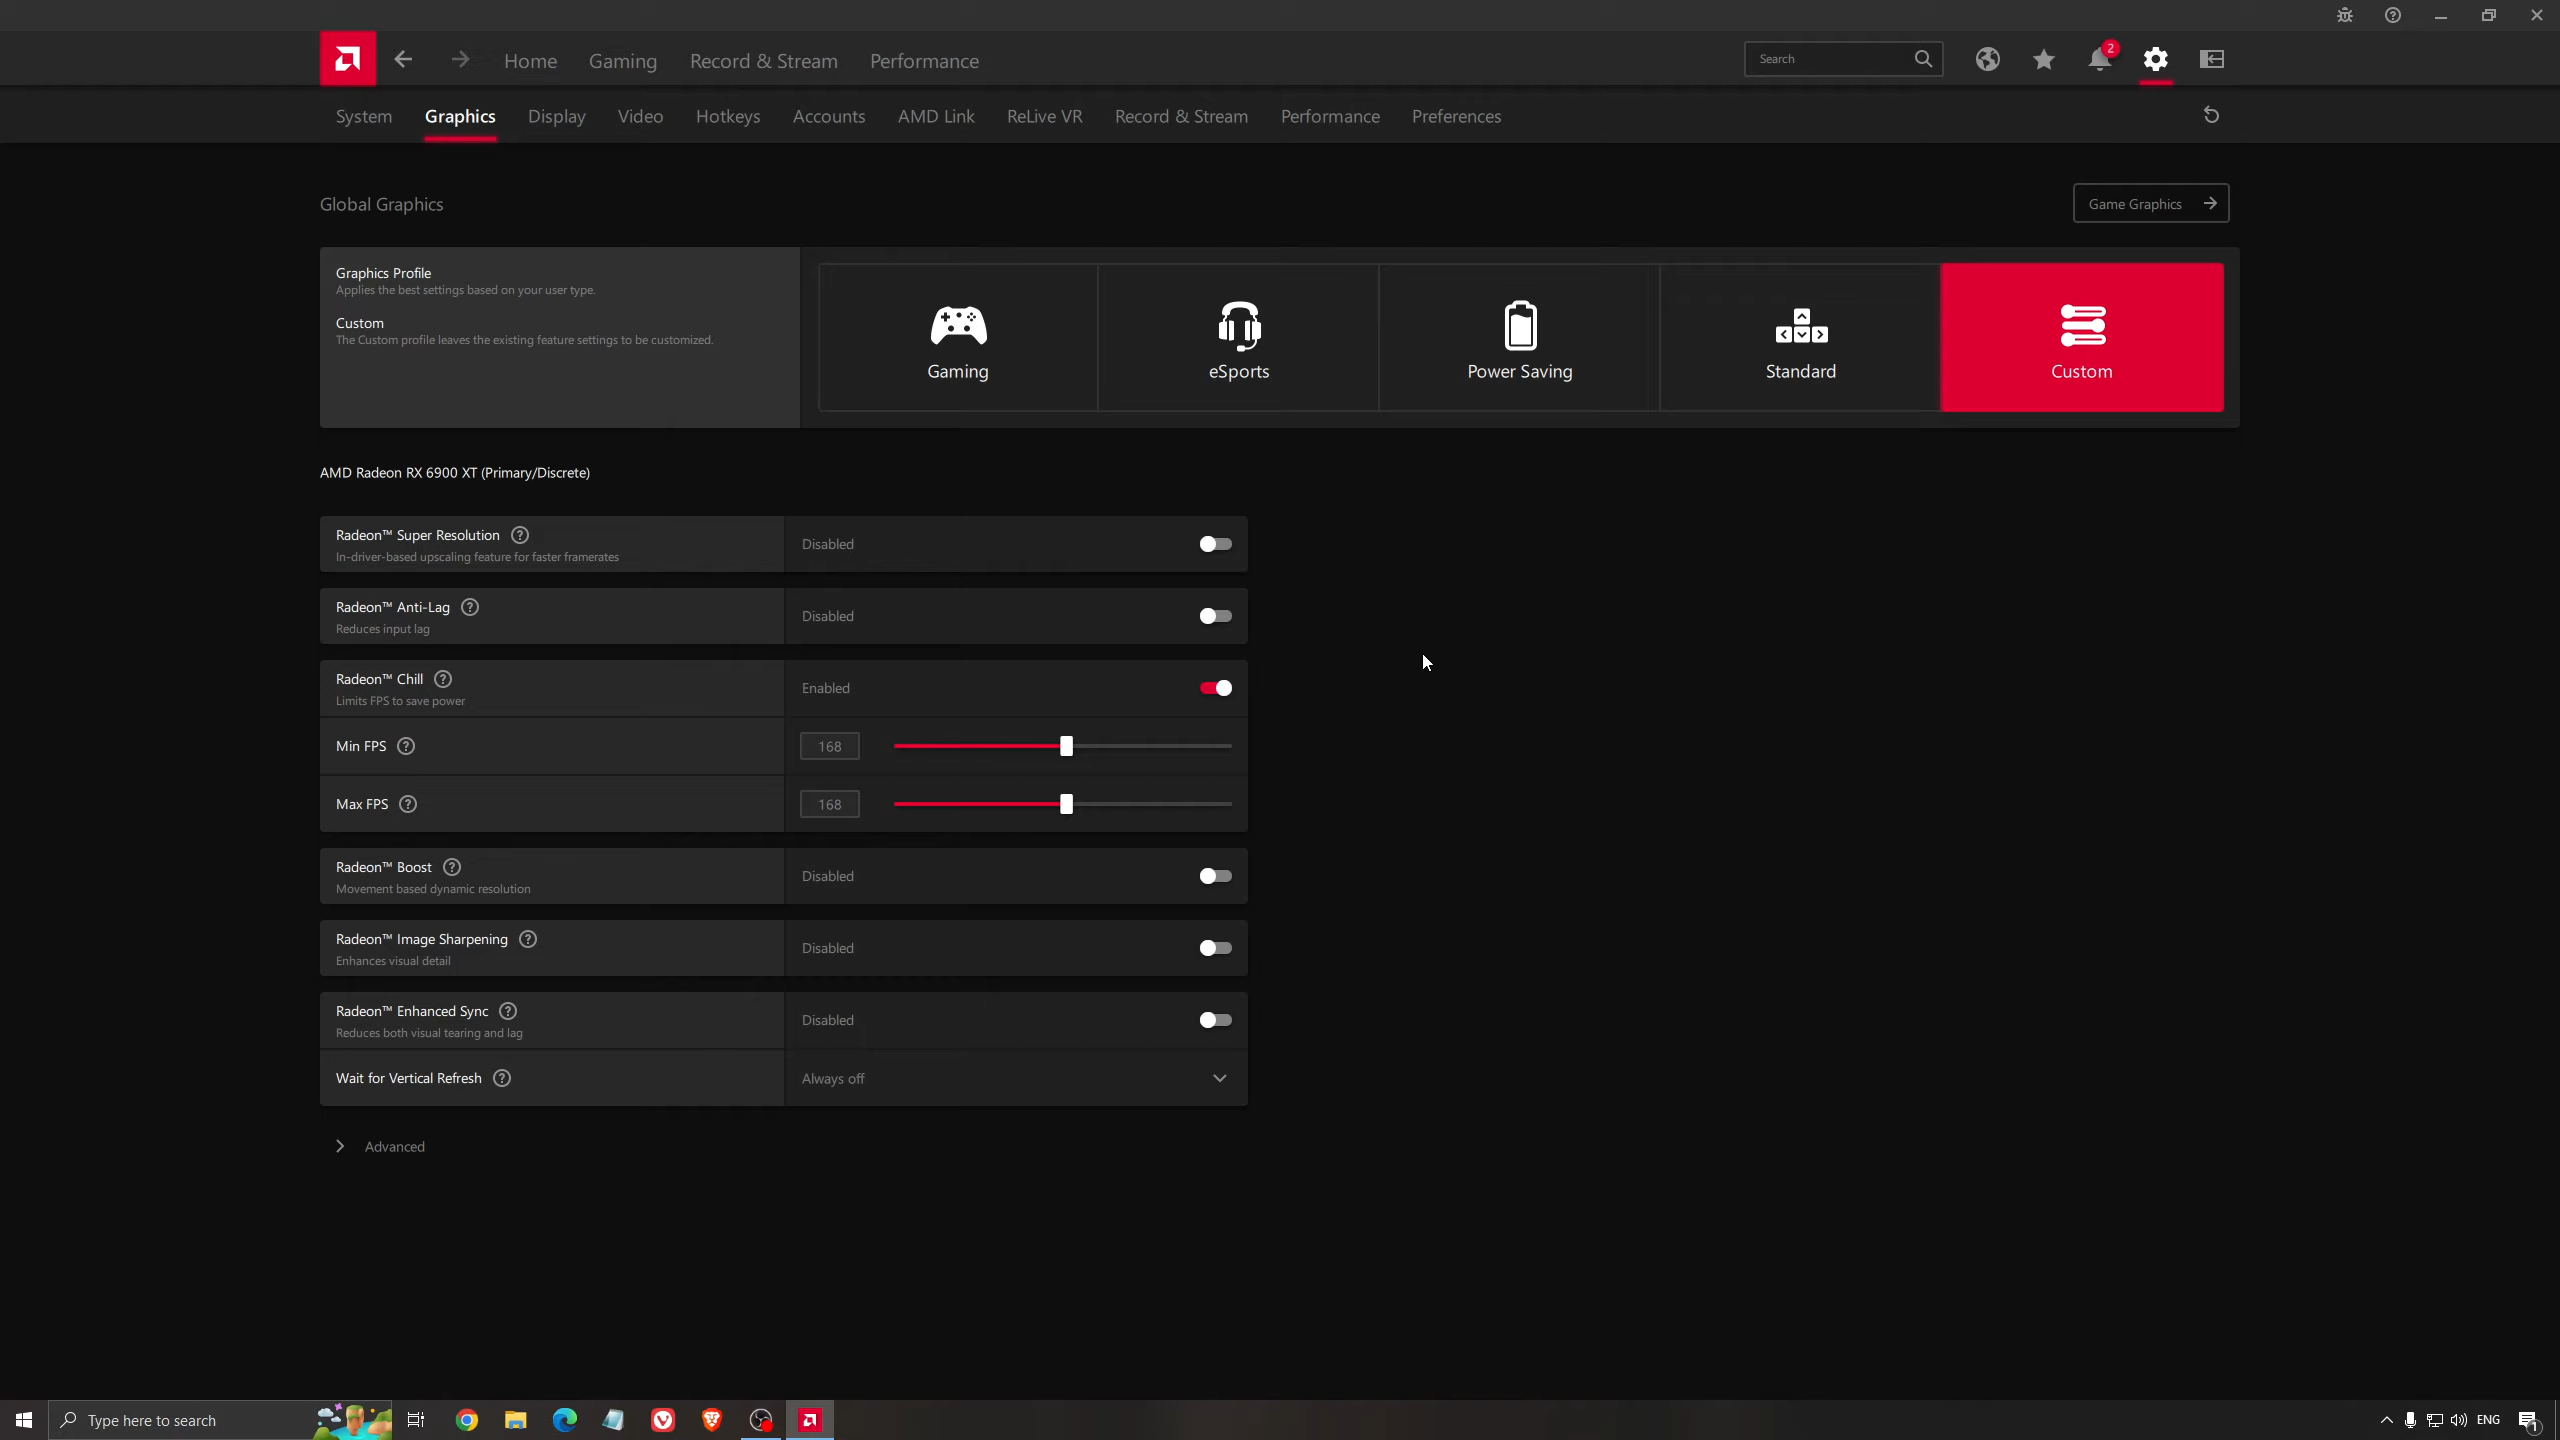 2
Home Gaming Record & Stream Performance Search
System Graphics Display Video Hotkeys Accounts AMD Link ReLive VR Record & Stream Performance Preferences
Global Graphics
Game Graphics
Graphics Profile
Applies the best settings based on your user type.
Custom
The Custom profile leaves the existing feature settings to be customized.
Gaming
eSports
Power Saving
Standard
Custom
AMD Radeon RX 6900 XT (Primary/Discrete)
Radeon™ Super Resolution
In-driver-based upscaling feature for faster framerates
Disabled
Radeon™ Anti-Lag
Reduces input lag
Disabled
Radeon™ Chill
Limits FPS to save power
Enabled
Min FPS
168
Max FPS
168
Radeon™ Boost
Movement based dynamic resolution
Disabled
Radeon™ Image Sharpening
Enhances visual detail
Disabled
Radeon™ Enhanced Sync
Reduces both visual tearing and lag
Disabled
Wait for Vertical Refresh
Always off
Advanced
Type here to search
ENG
1